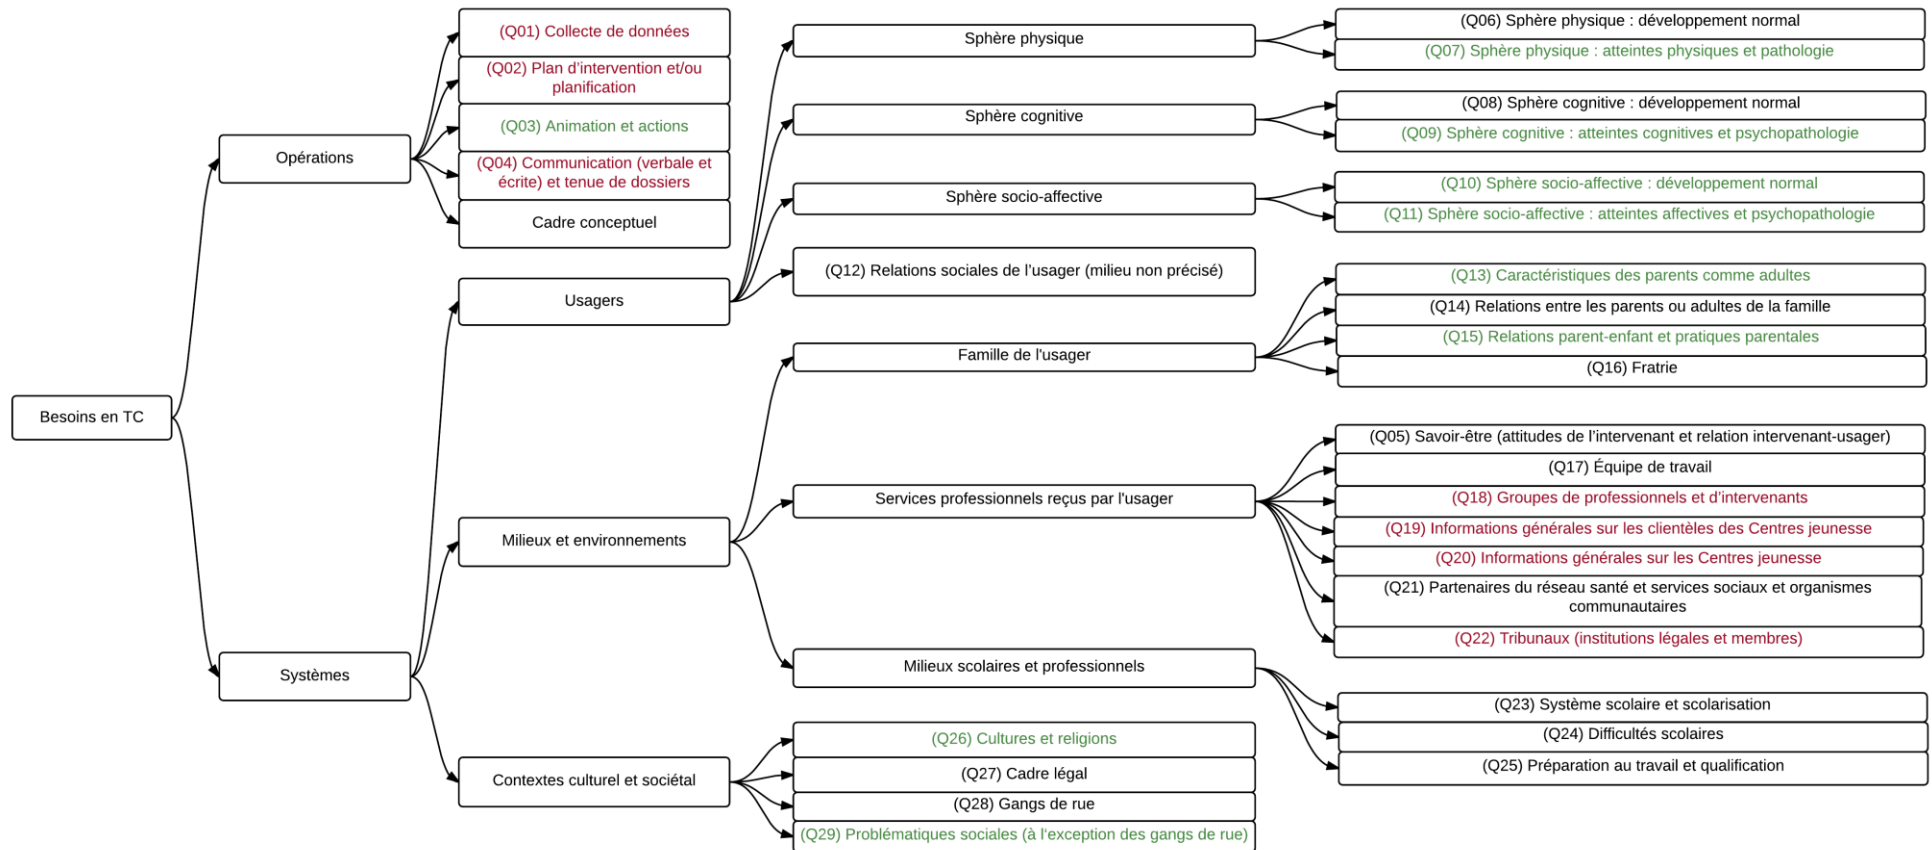 Besoins en TC
Opérations
Systèmes
(Q01) Collecte de données
(Q02) Plan d’intervention et/ou
planification
(Q03) Animation et actions
(Q04) Communication (verbale et
écrite) et tenue de dossiers
Cadre conceptuel
Usagers
Milieux et environnements
Contextes culturel et sociétal
Sphère physique
Sphère cognitive
Sphère socio-affective
(Q12) Relations sociales de l’usager (milieu non précisé)
Famille de l'usager
Services professionnels reçus par l'usager
Milieux scolaires et professionnels
(Q26) Cultures et religions
(Q27) Cadre légal
(Q28) Gangs de rue
(Q29) Problématiques sociales (à l'exception des gangs de rue)
(Q06) Sphère physique : développement normal
(Q07) Sphère physique : atteintes physiques et pathologie
(Q08) Sphère cognitive : développement normal
(Q09) Sphère cognitive : atteintes cognitives et psychopathologie
(Q10) Sphère socio-affective : développement normal
(Q11) Sphère socio-affective : atteintes affectives et psychopathologie
(Q13) Caractéristiques des parents comme adultes
(Q14) Relations entre les parents ou adultes de la famille
(Q15) Relations parent-enfant et pratiques parentales
(Q16) Fratrie
(Q05) Savoir-être (attitudes de l’intervenant et relation intervenant-usager)
(Q17) Équipe de travail
(Q18) Groupes de professionnels et d’intervenants
(Q19) Informations générales sur les clientèles des Centres jeunesse
(Q20) Informations générales sur les Centres jeunesse
(Q21) Partenaires du réseau santé et services sociaux et organismes
communautaires
(Q22) Tribunaux (institutions légales et membres)
(Q23) Système scolaire et scolarisation
(Q24) Difficultés scolaires
(Q25) Préparation au travail et qualification